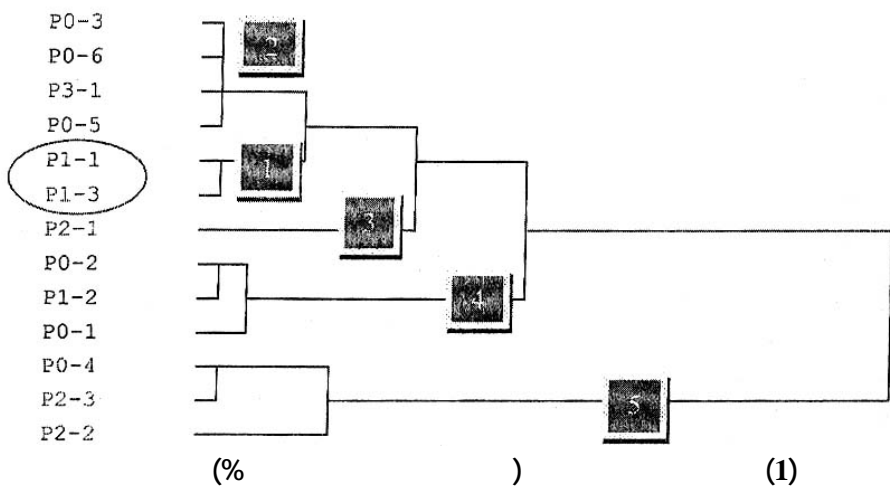 P0-3
2
P0-6
P3-1
P0-5
P1-1
1
P1-3
P2-1
3
P0-2
P1-2
4
P0-1
P0-4
P2-3
5
P2-2
(% ) (1)